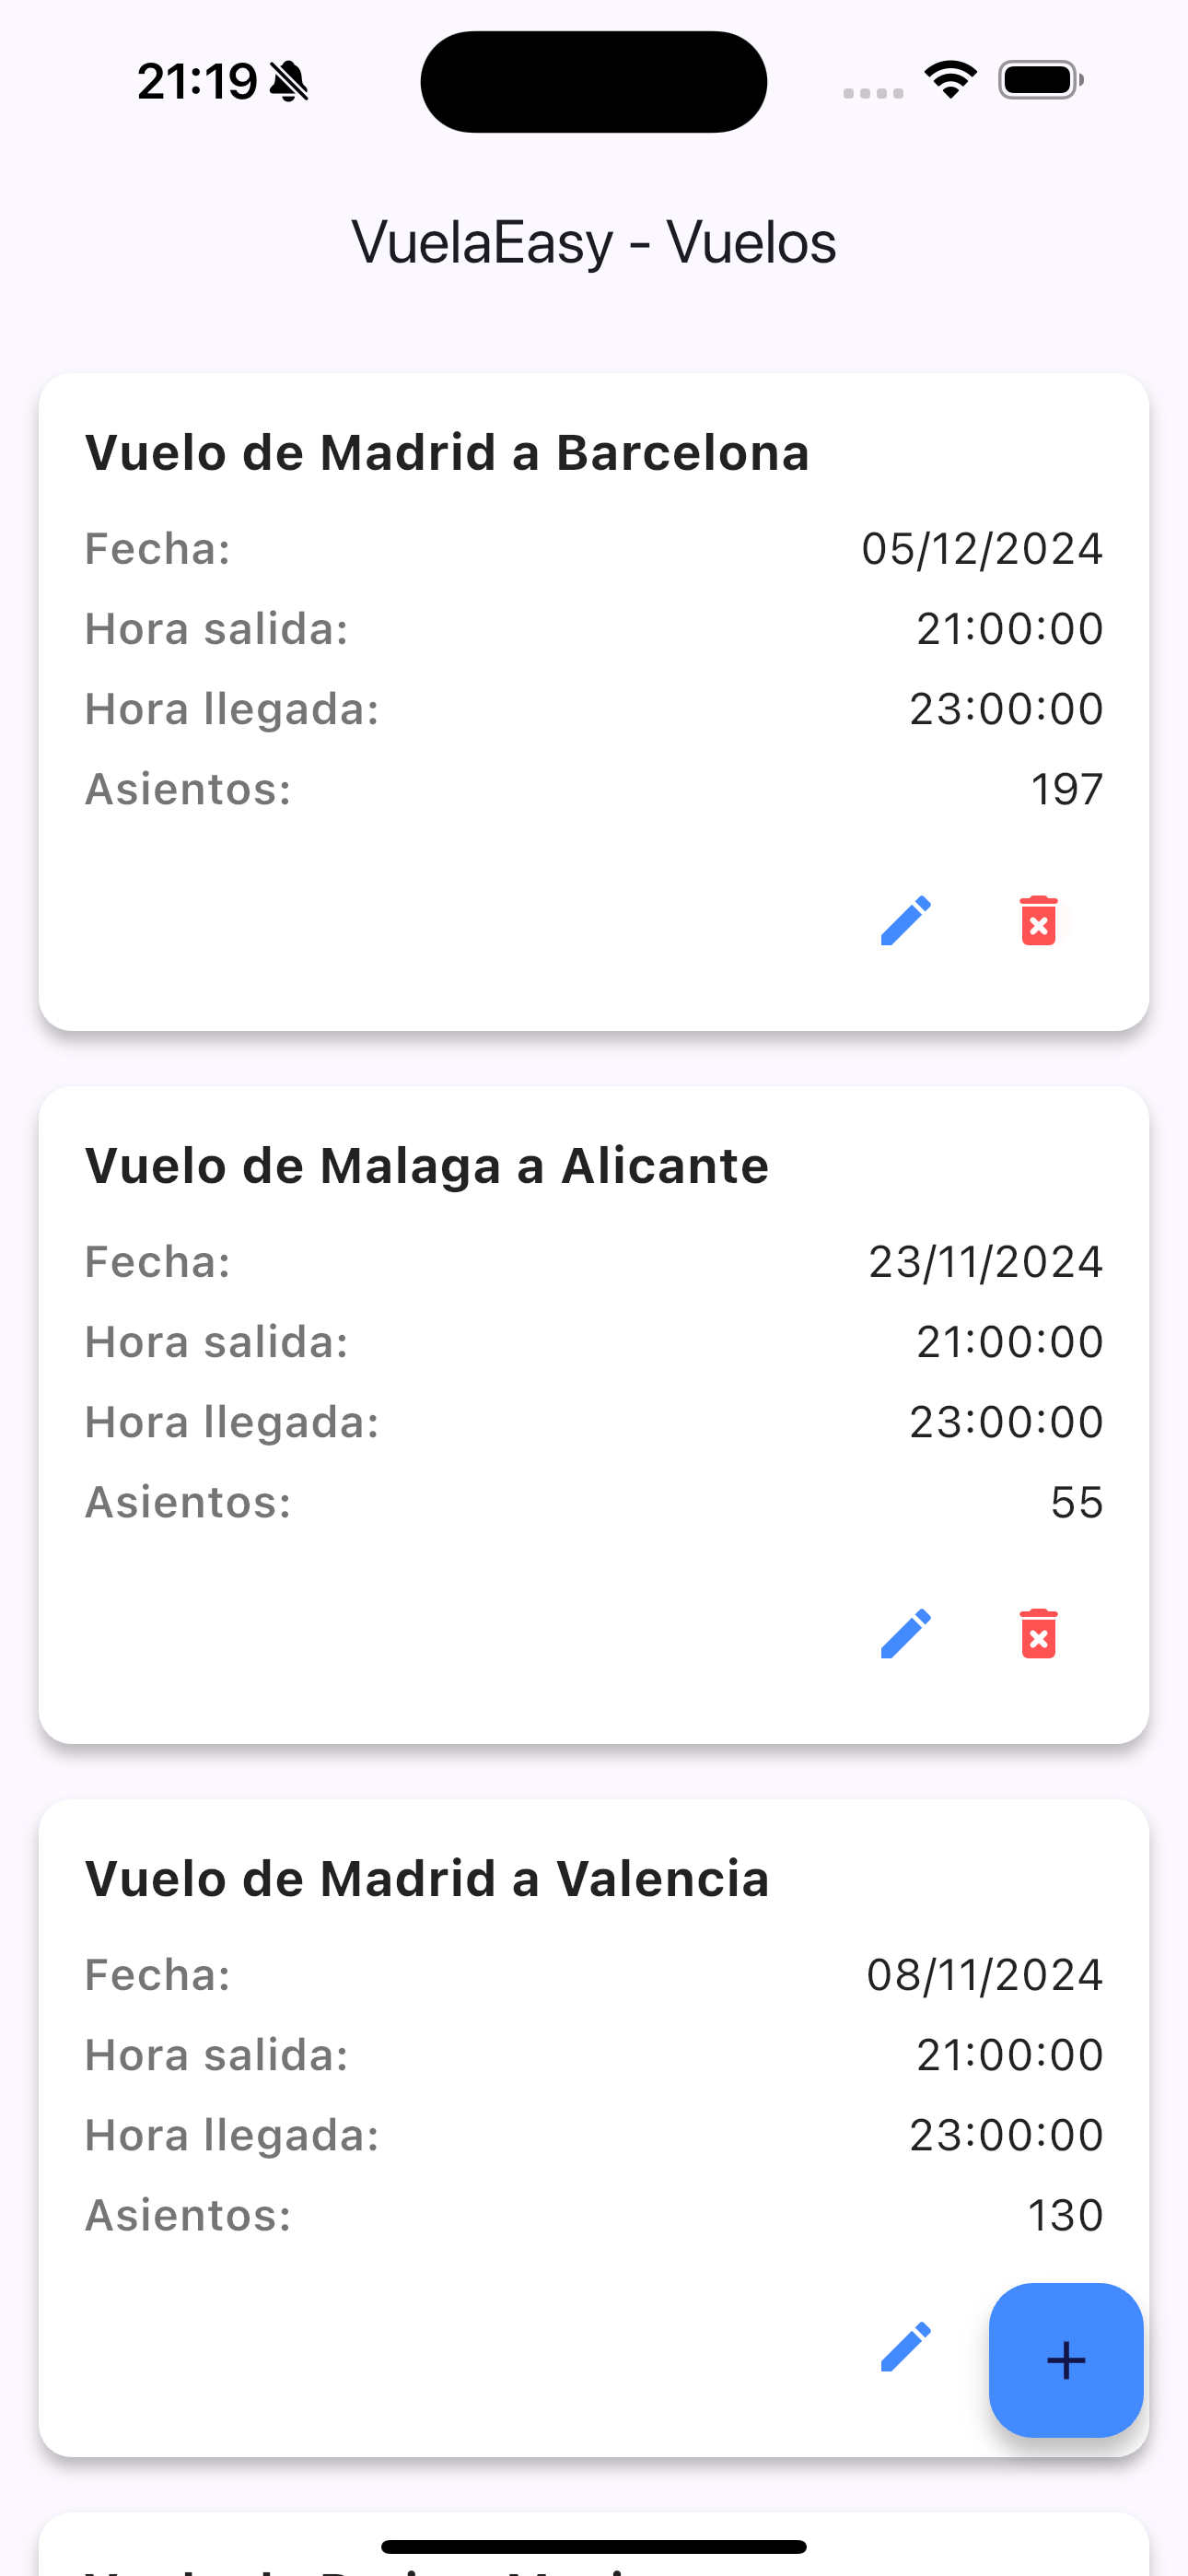 21:19
VuelaEasy - Vuelos
Vuelo de Madrid a Barcelona
Fecha: 05/12/2024
Hora salida: 21:00:00
Hora llegada: 23:00:00
Asientos: 197
Vuelo de Malaga a Alicante
Fecha: 23/11/2024
Hora salida: 21:00:00
Hora llegada: 23:00:00
Asientos: 55
Vuelo de Madrid a Valencia
Fecha: 08/11/2024
Hora salida: 21:00:00
Hora llegada: 23:00:00
Asientos: 130
+